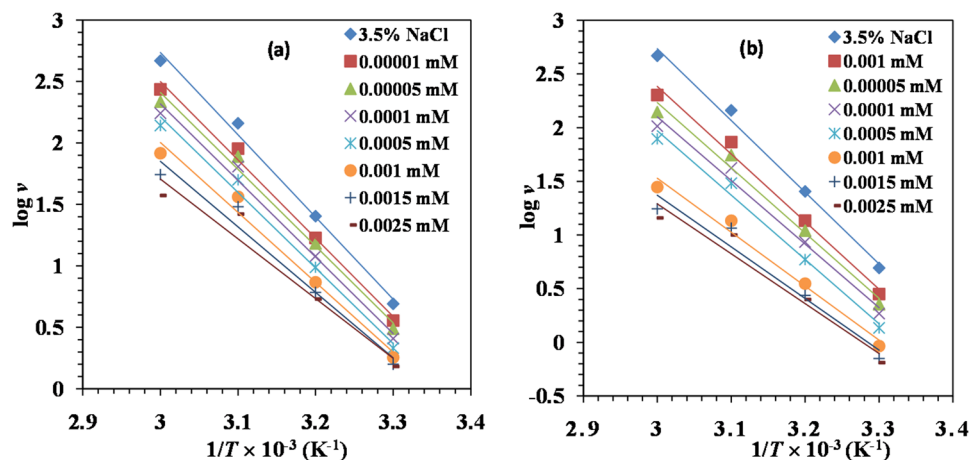 (a)
log v
3
2.5
2
1.5
1
0.5
0
2.9 3 3.1 3.2 3.3 3.4
1/T × 10⁻³ (K⁻¹)
3.5% NaCl
0.00001 mM
0.00005 mM
0.0001 mM
0.0005 mM
0.001 mM
0.0015 mM
0.0025 mM
(b)
log v
3
2.5
2
1.5
1
0.5
0
-0.5
2.9 3 3.1 3.2 3.3 3.4
1/T × 10⁻³ (K⁻¹)
3.5% NaCl
0.001 mM
0.00005 mM
0.0001 mM
0.0005 mM
0.001 mM
0.0015 mM
0.0025 mM